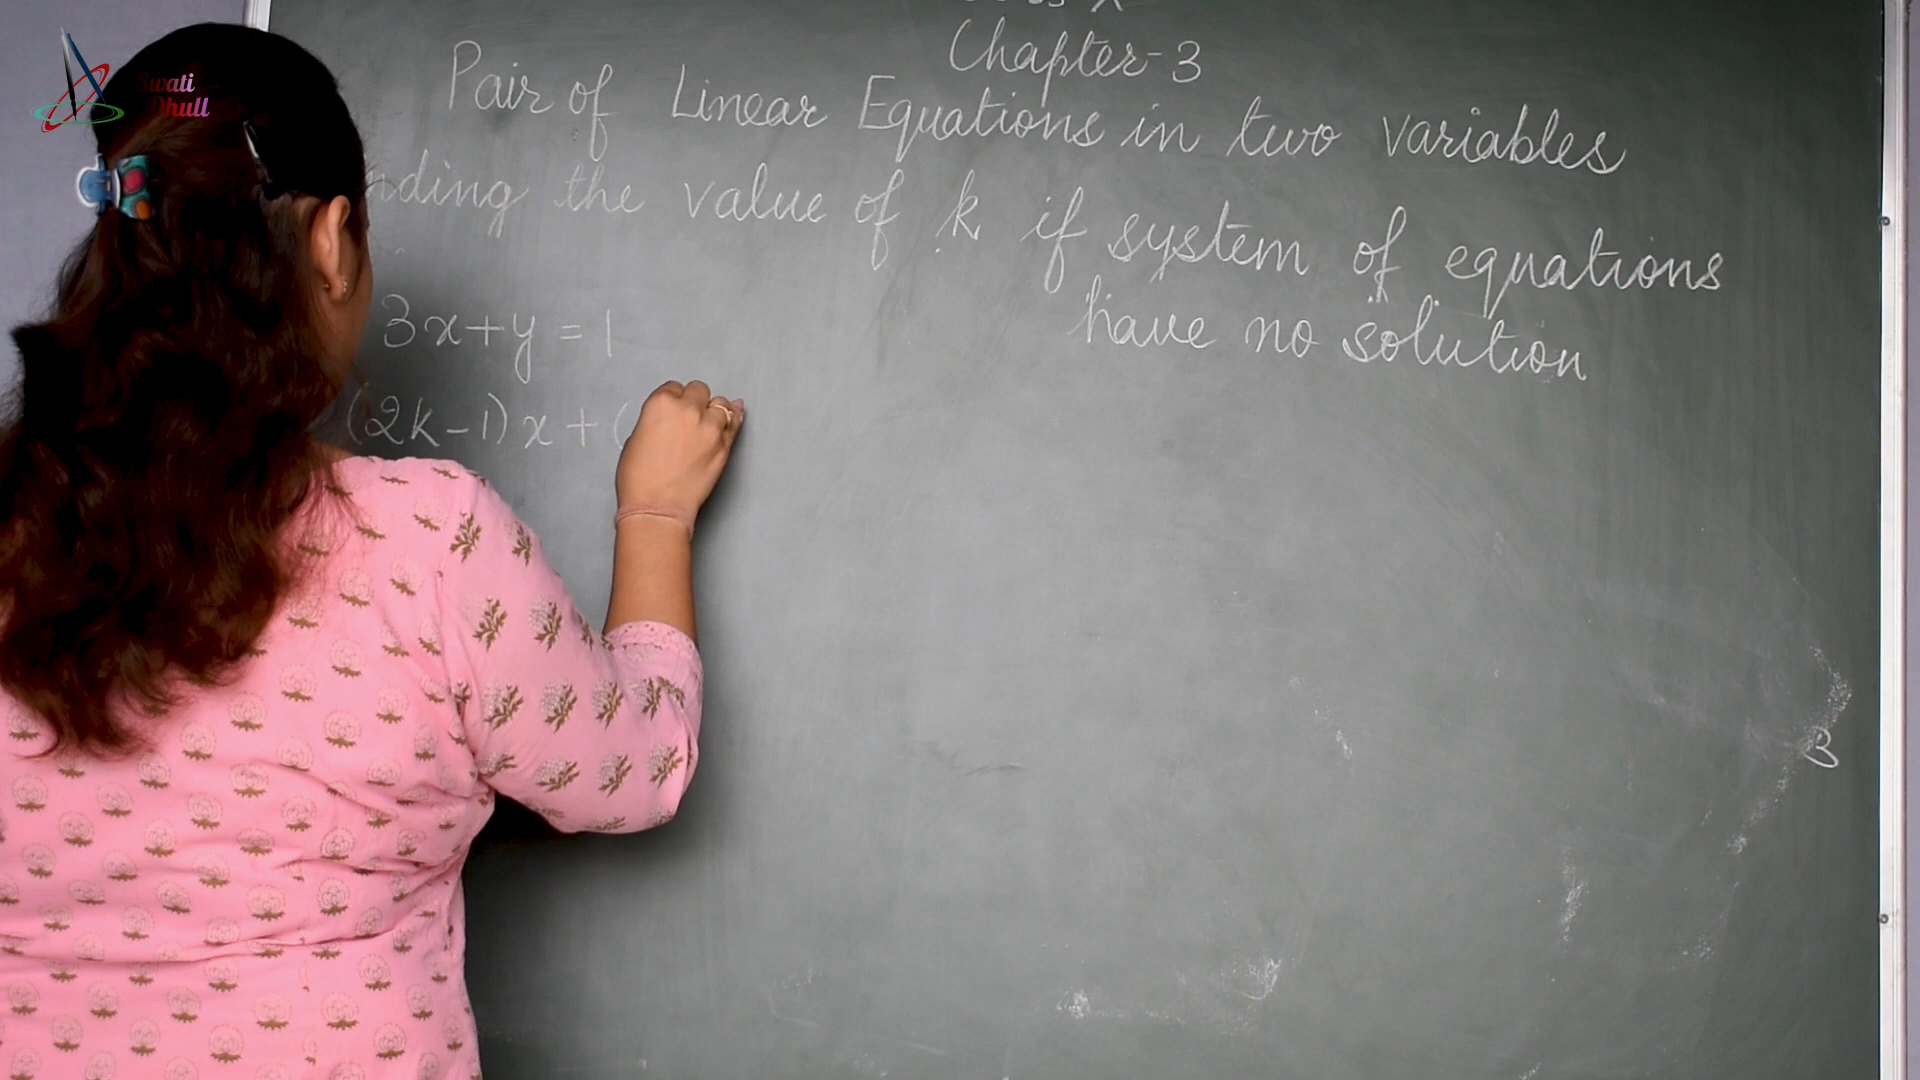 Swati
Dhull
Chapter-3
Pair of Linear Equations in two variables
nding the value of k if system of equations
have no solution
3x+y=1
(2k-1)x+(
B